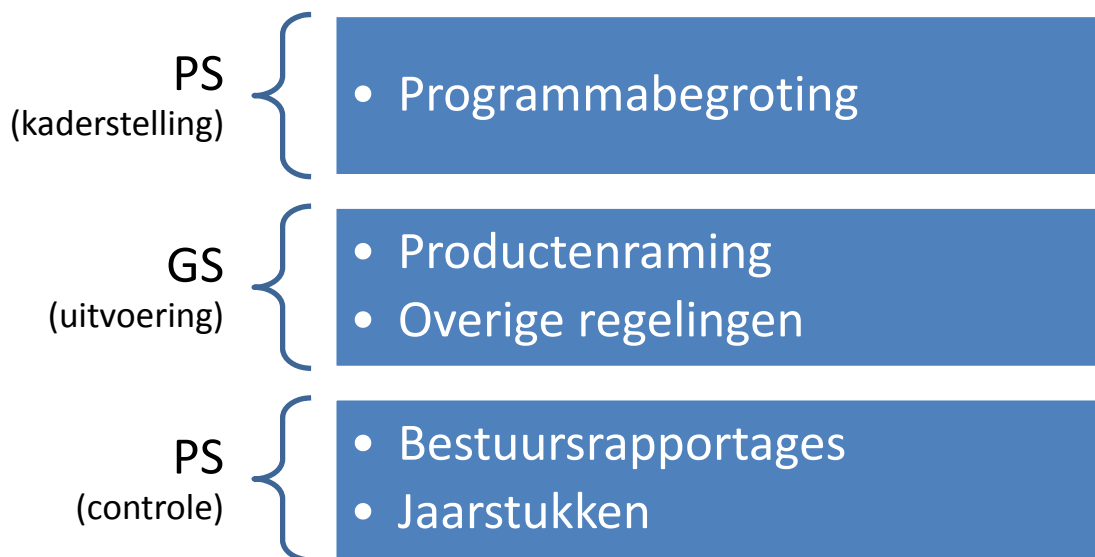 PS
(kaderstelling)
• Programmabegroting
GS
(uitvoering)
• Productenraming
• Overige regelingen
PS
(controle)
• Bestuursrapportages
• Jaarstukken